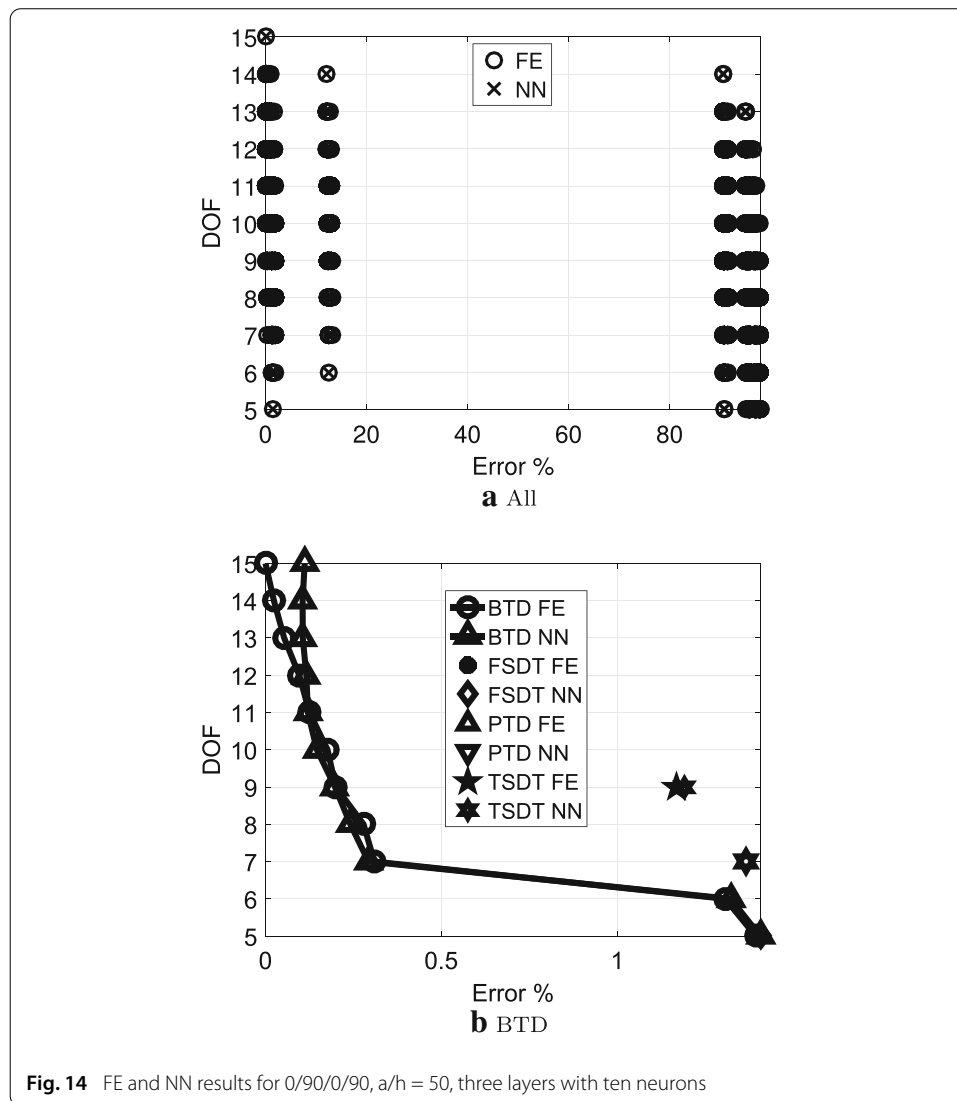 15
14
13
12
11
10
9
8
7
6
5
DOF
FE
NN
0 20 40 60 80
Error %
a All
15
14
13
12
11
10
9
8
7
6
5
DOF
BTD FE
BTD NN
FSDT FE
FSDT NN
PTD FE
PTD NN
TSDT FE
TSDT NN
0 0.5 1
Error %
b BTD
Fig. 14 FE and NN results for 0/90/0/90, a/h = 50, three layers with ten neurons